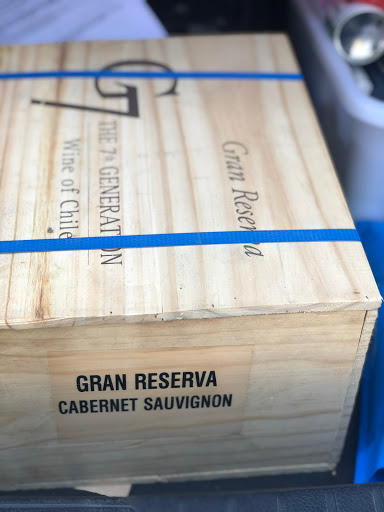 G7
THE 7th GENERATION
Wine of Chile
Gran Reserva
GRAN RESERVA
CABERNET SAUVIGNON